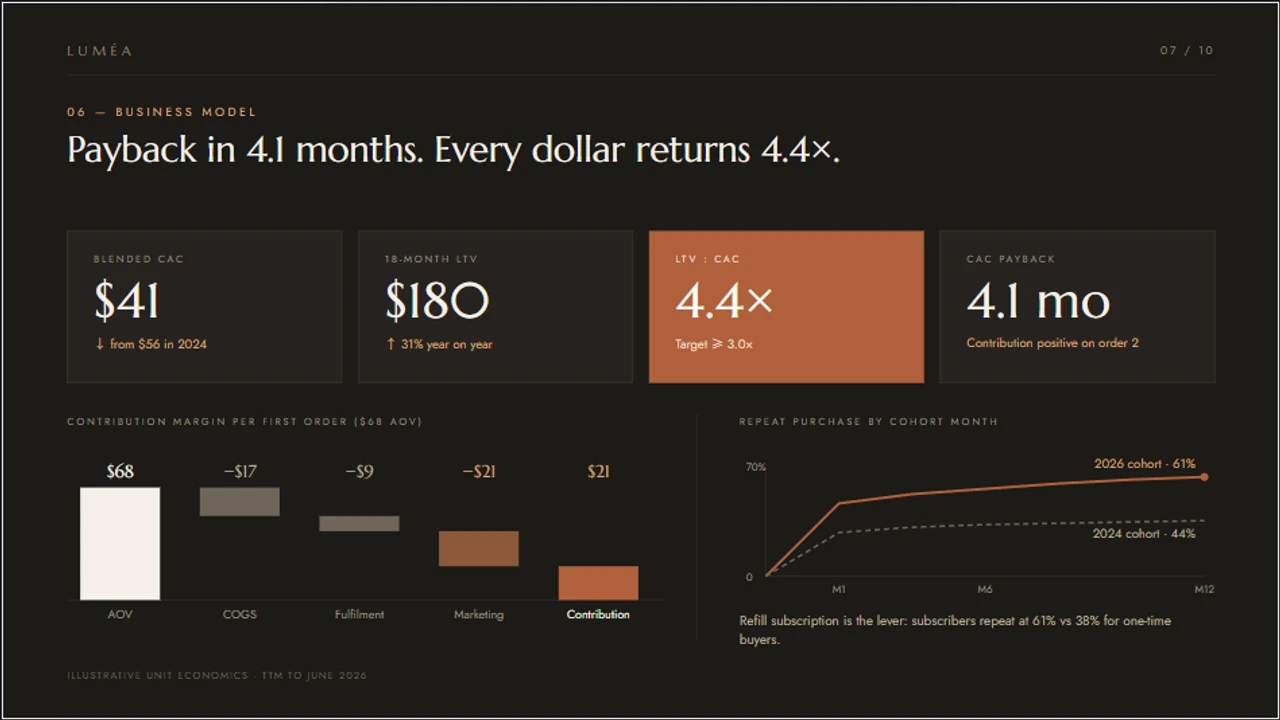 LUMÉA
07 / 10
06 — BUSINESS MODEL
Payback in 4.1 months. Every dollar returns 4.4×.
BLENDED CAC
$41
↓ from $56 in 2024
18-MONTH LTV
$180
↑ 31% year on year
LTV : CAC
4.4×
Target ⩾ 3.0x
CAC PAYBACK
4.1 mo
Contribution positive on order 2
CONTRIBUTION MARGIN PER FIRST ORDER ($68 AOV)
$68 −$17 −$9 −$21 $21
AOV COGS Fulfilment Marketing Contribution
REPEAT PURCHASE BY COHORT MONTH
70%
2026 cohort · 61%
2024 cohort · 44%
0
M1 M6 M12
Refill subscription is the lever: subscribers repeat at 61% vs 38% for one-time
buyers.
ILLUSTRATIVE UNIT ECONOMICS · TTM TO JUNE 2026